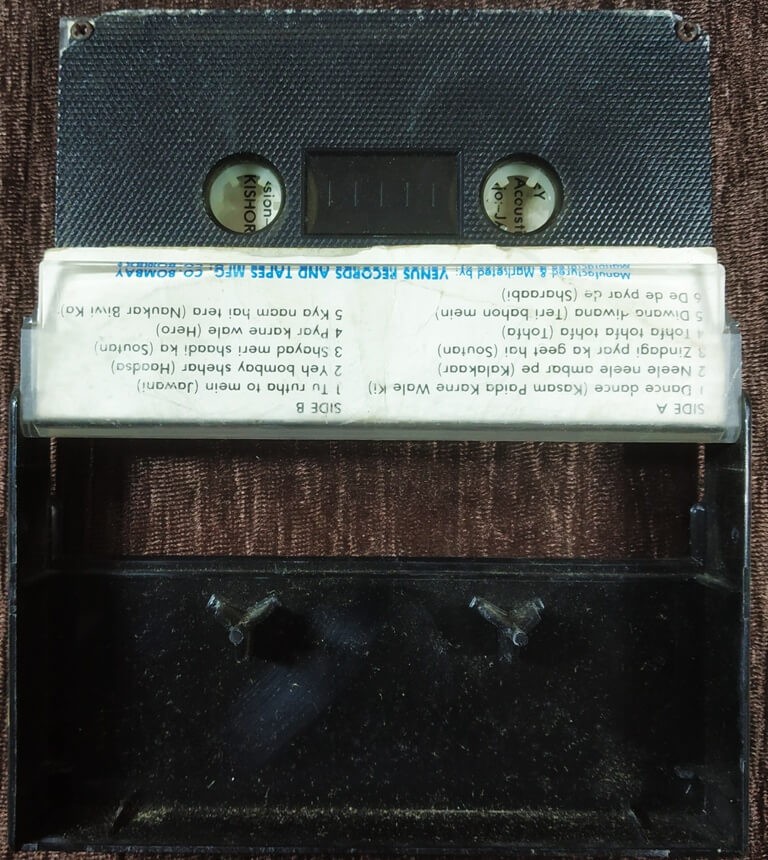 SIDE A
1 Dance dance (Kasam Paida Karne Wale Ki
2 Neele neele ambar pe (Kalakaar)
3 Zindagi pyar ka geet hai (Soutan)
4 Tohfa tohfa tohfa (Tohfa)
5 Diwana diwana (Teri bahon mein)
6 De de pyar de (Sharaabi)
SIDE B
1 Tu rutha to mein (Jawani)
2 Yeh bombay shehar (Haadsa)
3 Shayad meri shaadi ka (Soutan)
4 Pyar karne wale (Hero)
5 Kya naam hai tera (Naukar Biwi Ka)
Manufactured & Marketed by: VENUS RECORDS AND TAPES MFG. CO-BOMBAY
sion-
KISHOR
Acoust